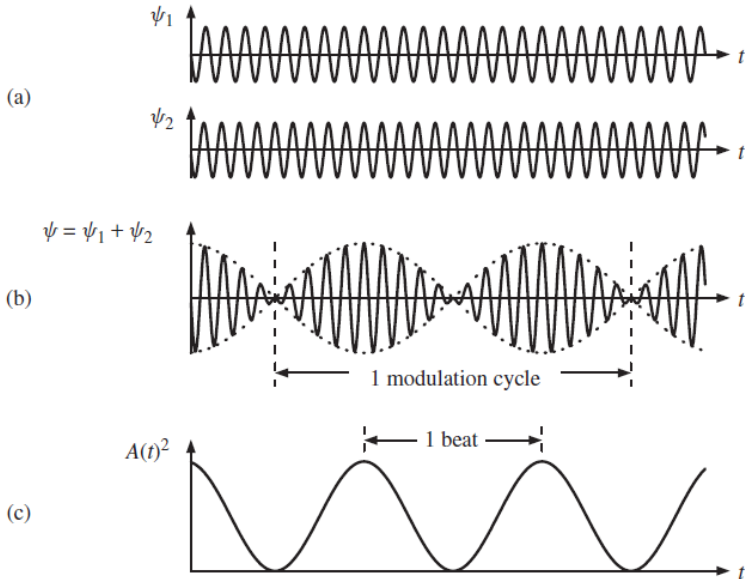 ψ₁
t
(a)
ψ₂
t
ψ = ψ₁ + ψ₂
(b)
t
1 modulation cycle
A(t)²
1 beat
(c)
t